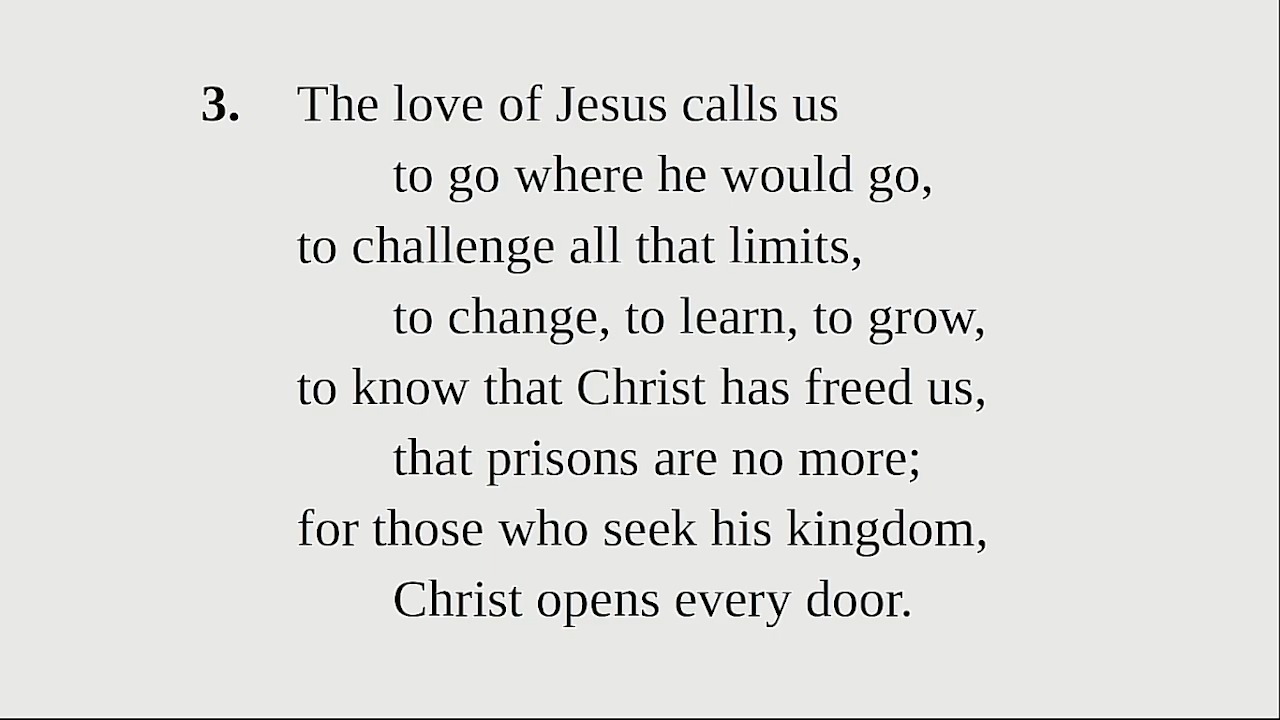 3. The love of Jesus calls us
to go where he would go,
to challenge all that limits,
to change, to learn, to grow,
to know that Christ has freed us,
that prisons are no more;
for those who seek his kingdom,
Christ opens every door.